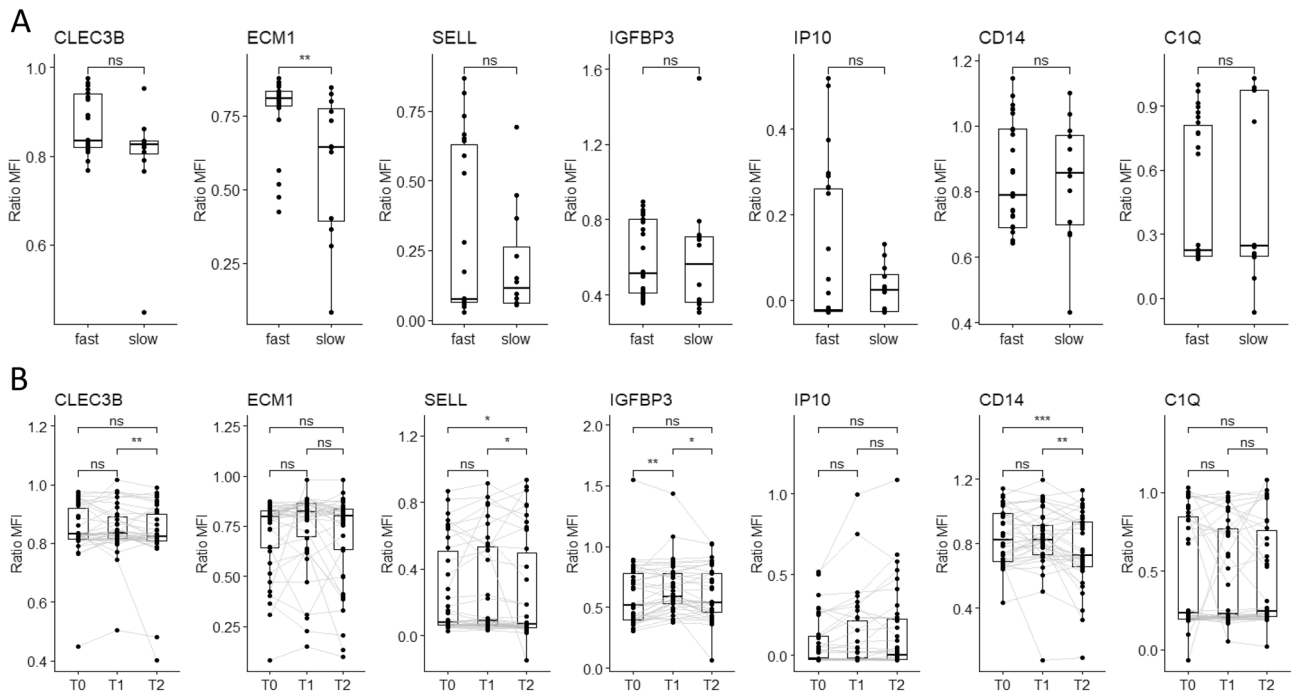 A
CLEC3B ECM1 SELL IGFBP3 IP10 CD14 C1Q
ns ** ns ns ns ns ns
Ratio MFI
1.0
0.8
0.6
fast slow
Ratio MFI
0.75
0.50
0.25
fast slow
Ratio MFI
0.75
0.50
0.25
0.00
fast slow
Ratio MFI
1.6
1.2
0.8
0.4
fast slow
Ratio MFI
0.4
0.2
0.0
fast slow
Ratio MFI
1.2
1.0
0.8
0.6
0.4
fast slow
Ratio MFI
0.9
0.6
0.3
0.0
fast slow
B
CLEC3B
ns
**
ns
Ratio MFI
1.0
0.8
0.6
0.4
T0 T1 T2
ECM1
ns
ns
ns
Ratio MFI
1.25
1.00
0.75
0.50
0.25
T0 T1 T2
SELL
*
*
ns
Ratio MFI
1.2
0.8
0.4
0.0
T0 T1 T2
IGFBP3
ns
*
**
Ratio MFI
2.0
1.5
1.0
0.5
0.0
T0 T1 T2
IP10
ns
ns
ns
Ratio MFI
1.0
0.5
0.0
T0 T1 T2
CD14
***
**
ns
Ratio MFI
1.6
1.2
0.8
0.4
T0 T1 T2
C1Q
ns
ns
ns
Ratio MFI
1.0
0.5
0.0
T0 T1 T2